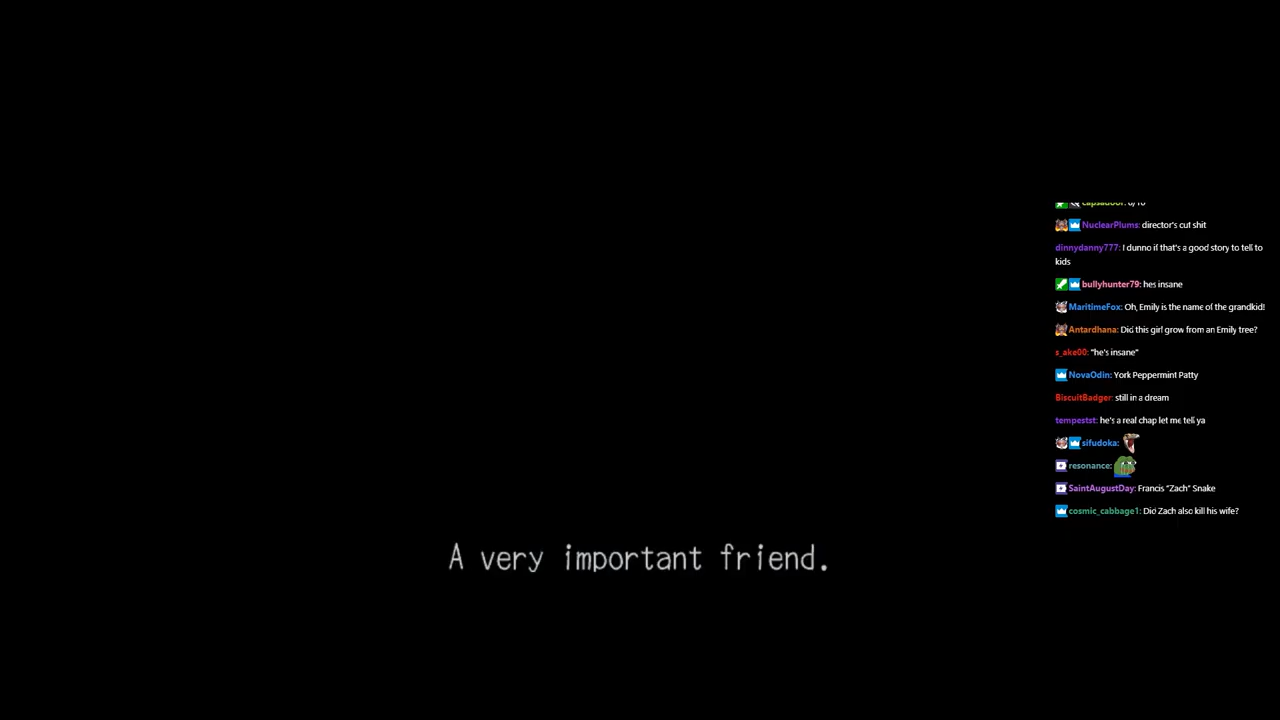 NuclearPlums: director's cut shit
dinnydanny777: I dunno if that's a good story to tell to
kids
bullyhunter79: hes insane
MaritimeFox: Oh, Emily is the name of the grandkid!
Antardhana: Did this girl grow from an Emily tree?
s_ake00: "he's insane"
NovaOdin: York Peppermint Patty
BiscuitBadger: still in a dream
tempestst: he's a real chap let me tell ya
sifudoka:
resonance:
SaintAugustDay: Francis "Zach" Snake
cosmic_cabbage1: Did Zach also kill his wife?
A very important friend.